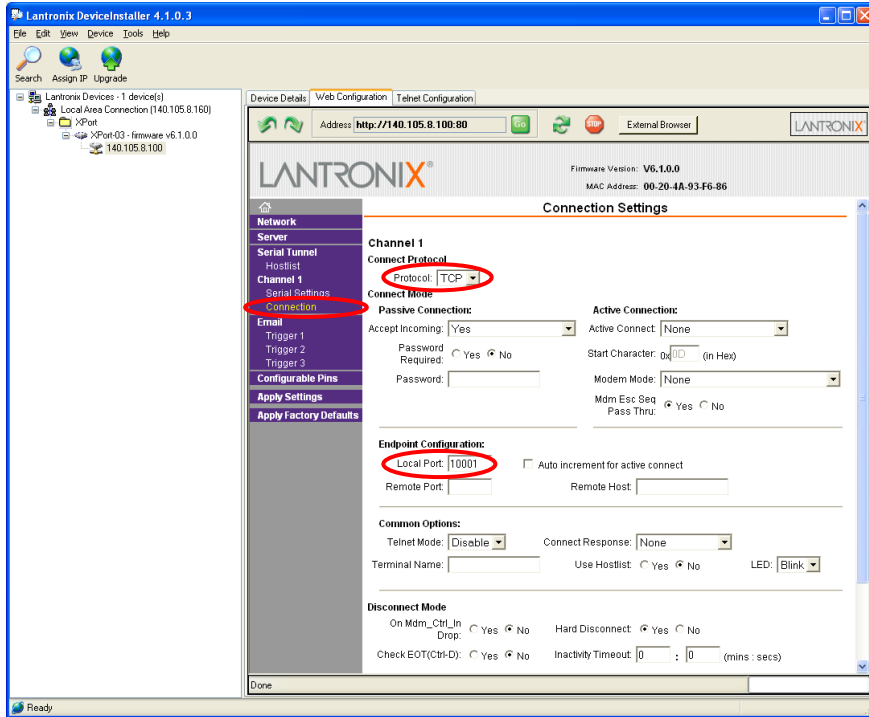 Lantronix DeviceInstaller 4.1.0.3
File Edit View Device Tools Help
Search Assign IP Upgrade
Lantronix Devices - 1 device(s)
Local Area Connection (140.105.8.160)
XPort
XPort-03 - firmware v6.1.0.0
140.105.8.100
Device Details Web Configuration Telnet Configuration
Address http://140.105.8.100:80 Go STOP External Browser LANTRONIX
LANTRONIX®
Firmware Version: V6.1.0.0
MAC Address: 00-20-4A-93-F6-86
Network
Server
Serial Tunnel
Hostlist
Channel 1
Serial Settings
Connection
Email
Trigger 1
Trigger 2
Trigger 3
Configurable Pins
Apply Settings
Apply Factory Defaults
Connection Settings
Channel 1
Connect Protocol
Protocol: TCP
Connect Mode
Passive Connection: Active Connection:
Accept Incoming: Yes Active Connect: None
Password Required: Yes No Start Character: 0x 0D (in Hex)
Password: Modem Mode: None
Mdm Esc Seq Pass Thru: Yes No
Endpoint Configuration:
Local Port: 10001 Auto increment for active connect
Remote Port: Remote Host:
Common Options:
Telnet Mode: Disable Connect Response: None
Terminal Name: Use Hostlist: Yes No LED: Blink
Disconnect Mode
On Mdm_Ctrl_In Drop: Yes No Hard Disconnect: Yes No
Check EOT(Ctrl-D): Yes No Inactivity Timeout: 0 : 0 (mins : secs)
Done
Ready